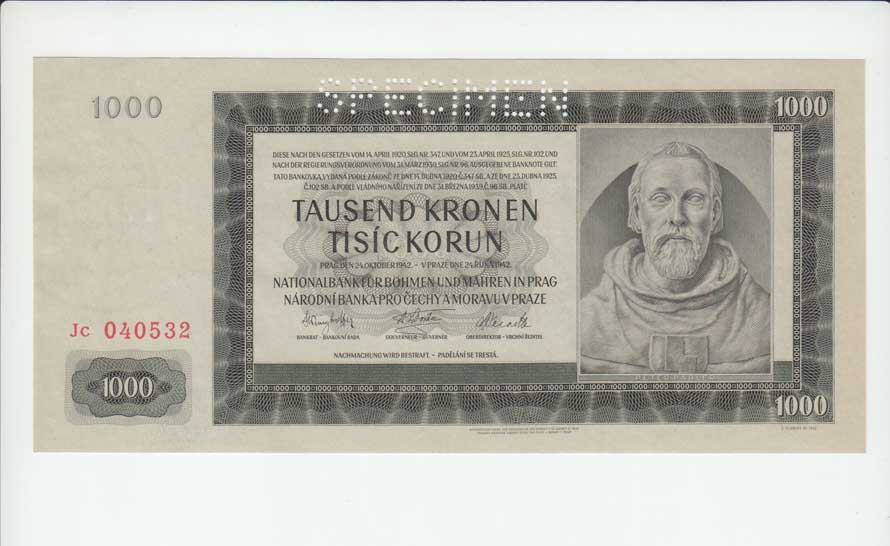 SPECIMEN
1000
1000
DIESE NACH DEN GESETZEN VOM 14. APRIL 1920, SLG. NR. 347, UND VOM 23. APRIL 1925, SLG. NR. 102, UND
NACH DER REGIERUNGSVERORDNUNG VOM 31. MÄRZ 1939, SLG. NR. 96, AUSGEGEBENE BANKNOTE GILT.
TATO BANKOVKA, VYDANÁ PODLE ZÁKONŮ ZE DNE 14. DUBNA 1920 Č. 347 SB., A ZE DNE 23. DUBNA 1925,
Č. 102 SB. A PODLE VLÁDNÍHO NAŘÍZENÍ ZE DNE 31. BŘEZNA 1939, Č. 96 SB. PLATÍ:
TAUSEND KRONEN
TISÍC KORUN
PRAG, DEN 24. OKTOBER 1942. – V PRAZE DNE 24. ŘÍJNA 1942.
NATIONALBANK FÜR BÖHMEN UND MÄHREN IN PRAG
NÁRODNÍ BANKA PRO ČECHY A MORAVU V PRAZE
BANKRAT – BANKOVNÍ RADA
GOUVERNEUR – GUVERNÉR
OBERDIREKTOR – VRCHNÍ ŘEDITEL
NACHMACHUNG WIRD BESTRAFT. – PADĚLÁNÍ SE TRESTÁ.
Jc 040532
1000
1000